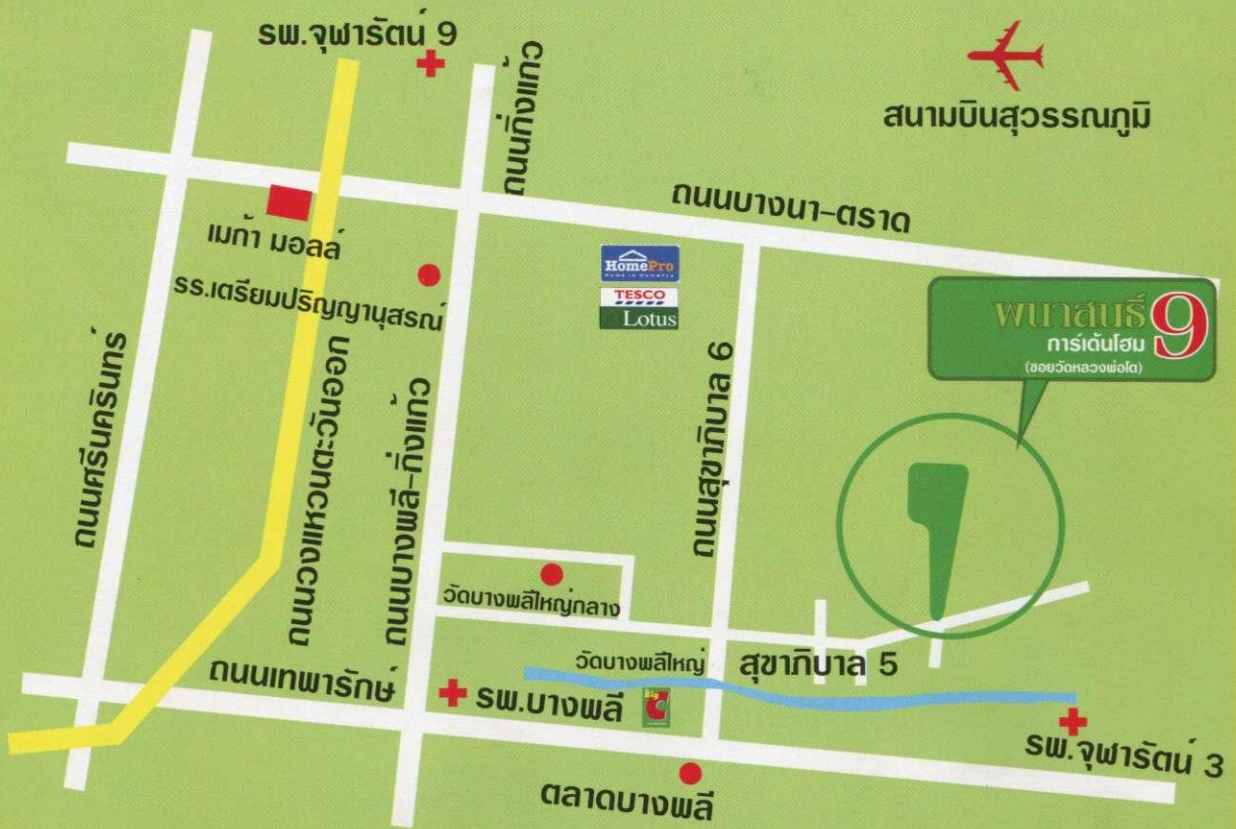 รพ.จุฬารัตน์ 9
ถนนกิ่งแก้ว
สนามบินสุวรรณภูมิ
ถนนบางนา-ตราด
เมก้า มอลล์
HomePro
Home is HomePro
TESCO
Lotus
รร.เตรียมปริญญานุสรณ์
พนาสนธิ์ 9
การ์เด้นโฮม
(ซอยวัดหลวงพ่อโต)
ถนนศรีนครินทร์
ถนนวงแหวนตะวันออก
ถนนบางพลี-กิ่งแก้ว
ถนนสุขาภิบาล 6
วัดบางพลีใหญ่กลาง
วัดบางพลีใหญ่
สุขาภิบาล 5
ถนนเทพารักษ์
รพ.บางพลี
Big C
รพ.จุฬารัตน์ 3
ตลาดบางพลี